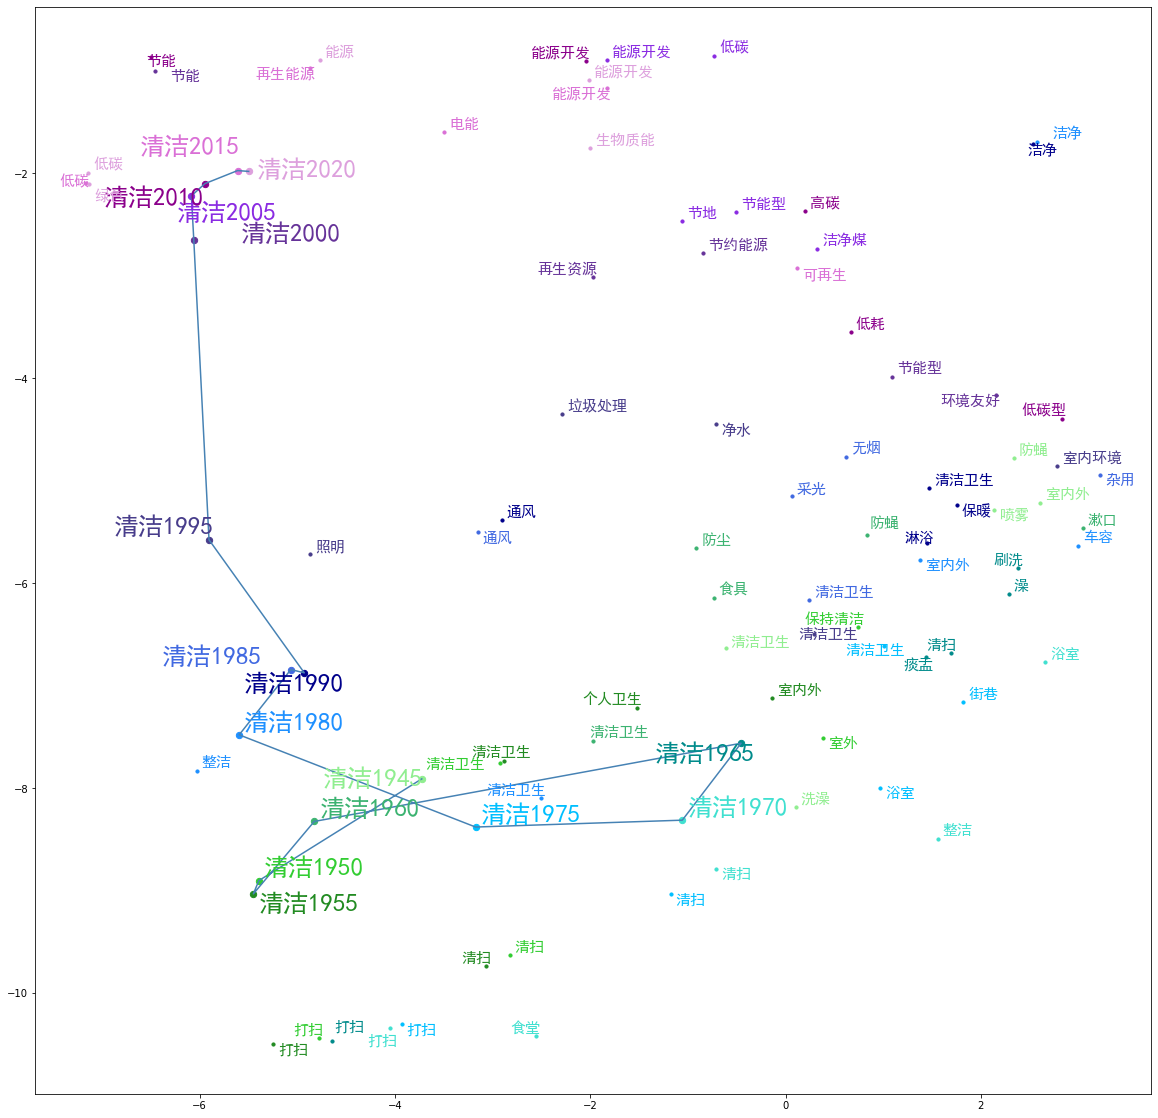 能源
能源开发
能源开发
低碳
节能
节能
再生能源
能源开发
能源开发
电能
洁净
洁净
清洁2015
生物质能
低碳
清洁2020
-2
低碳
清洁2010
清洁2005
清洁2000
节地
节能型
高碳
洁净煤
节约能源
再生资源
可再生
低耗
节能型
-4
环境友好
低碳型
垃圾处理
净水
无烟
防蝇
室内环境
清洁卫生
杂用
采光
室内外
保暖
喷雾
通风
通风
防蝇
漱口
清洁1995
照明
防尘
淋浴
车容
室内外
刷洗
-6
食具
清洁卫生
澡
保持清洁
清洁卫生
清洁卫生
清洁卫生
清扫
痰盂
浴室
清洁1985
清洁1990
个人卫生
室内外
街巷
清洁1980
清洁卫生
室外
整洁
清洁卫生
清洁卫生
清洁1965
清洁1945
-8
清洁卫生
浴室
清洁1960
清洁1975
清洁1970
洗澡
整洁
清洁1950
清洁1955
清扫
清扫
清扫
清扫
-10
打扫
打扫
打扫
打扫
打扫
食堂
-6
-4
-2
0
2